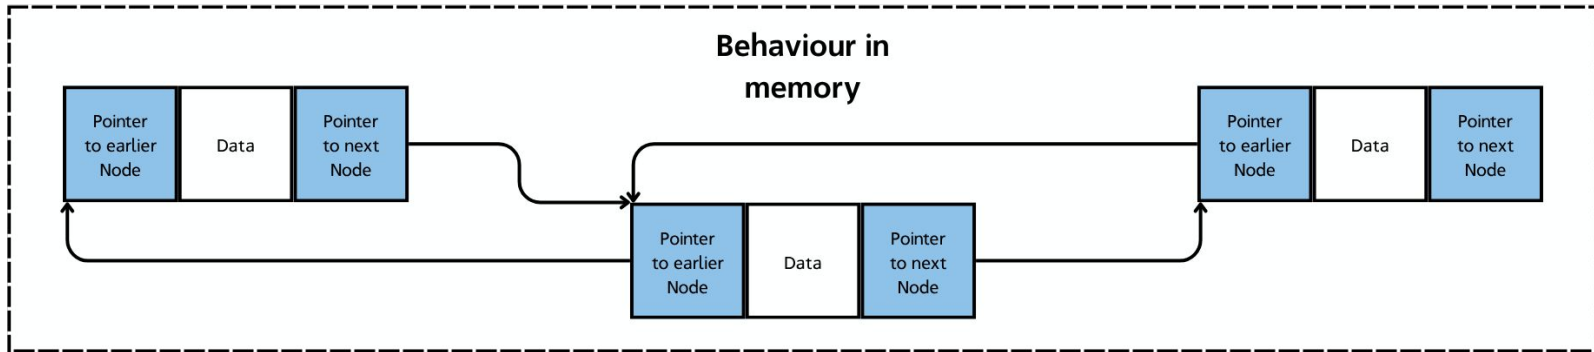 Behaviour in
memory
Pointer
to earlier
Node
Data
Pointer
to next
Node
Pointer
to earlier
Node
Data
Pointer
to next
Node
Pointer
to earlier
Node
Data
Pointer
to next
Node